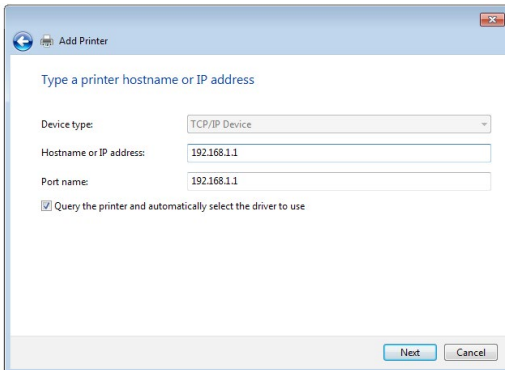 Add Printer
Type a printer hostname or IP address
Device type: TCP/IP Device
Hostname or IP address: 192.168.1.1
Port name: 192.168.1.1
Query the printer and automatically select the driver to use
Next Cancel